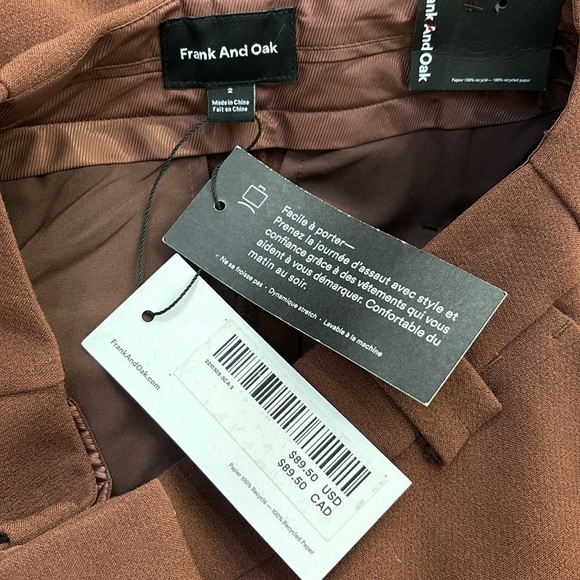 Frank And Oak
2
Made in China
Fait en Chine
And
Oak
Papier 100% recyclé — 100% recycled paper
Facile à porter—
Prenez la journée d'assaut avec style et
confiance grâce à des vêtements qui vous
aident à vous démarquer. Confortable du
matin au soir.
• Ne se froisse pas • Dynamique stretch • Lavable à la machine
FrankAndOak.com
$89.50 USD
$89.50 CAD
Papier 100% Recyclé — 100% Recycled Paper